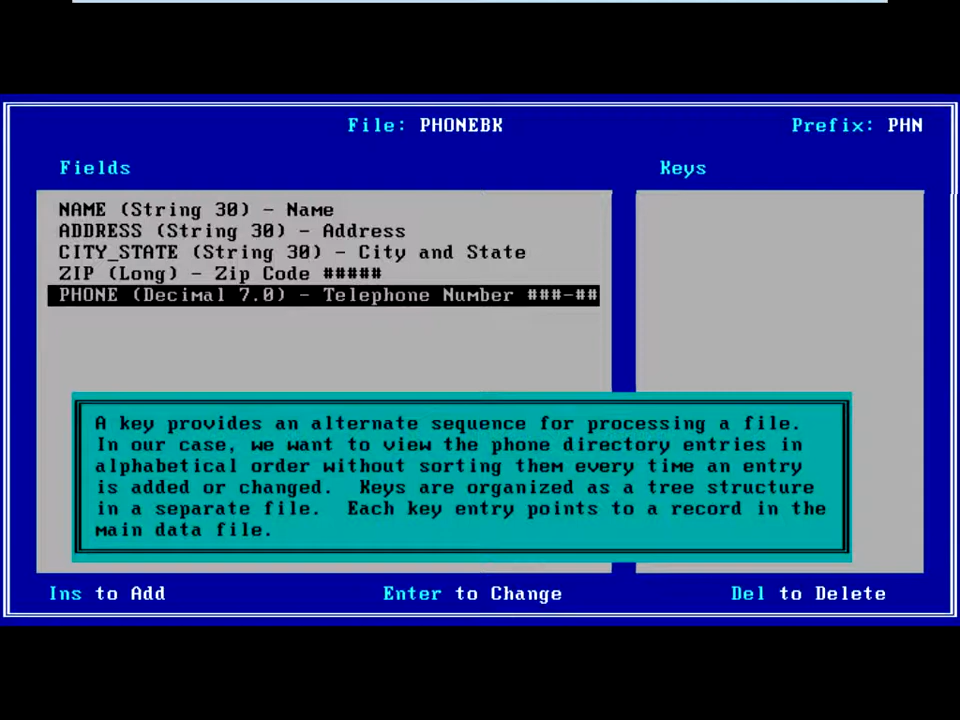 File: PHONEBK Prefix: PHN
Fields Keys
NAME (String 30) - Name
ADDRESS (String 30) - Address
CITY_STATE (String 30) - City and State
ZIP (Long) - Zip Code #####
PHONE (Decimal 7.0) - Telephone Number ###-##
A key provides an alternate sequence for processing a file.
In our case, we want to view the phone directory entries in
alphabetical order without sorting them every time an entry
is added or changed. Keys are organized as a tree structure
in a separate file. Each key entry points to a record in the
main data file.
Ins to Add Enter to Change Del to Delete